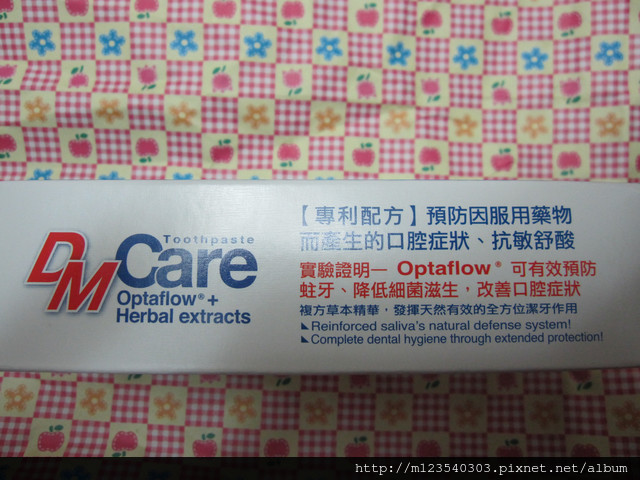 DM Care
Toothpaste
Optaflow® +
Herbal extracts
【專利配方】預防因服用藥物
而產生的口腔症狀、抗敏舒酸
實驗證明— Optaflow® 可有效預防
蛀牙、降低細菌滋生，改善口腔症狀
複方草本精華，發揮天然有效的全方位潔牙作用
Reinforced saliva's natural defense system!
Complete dental hygiene through extended protection!
http://m123540303.pixnet.net/album